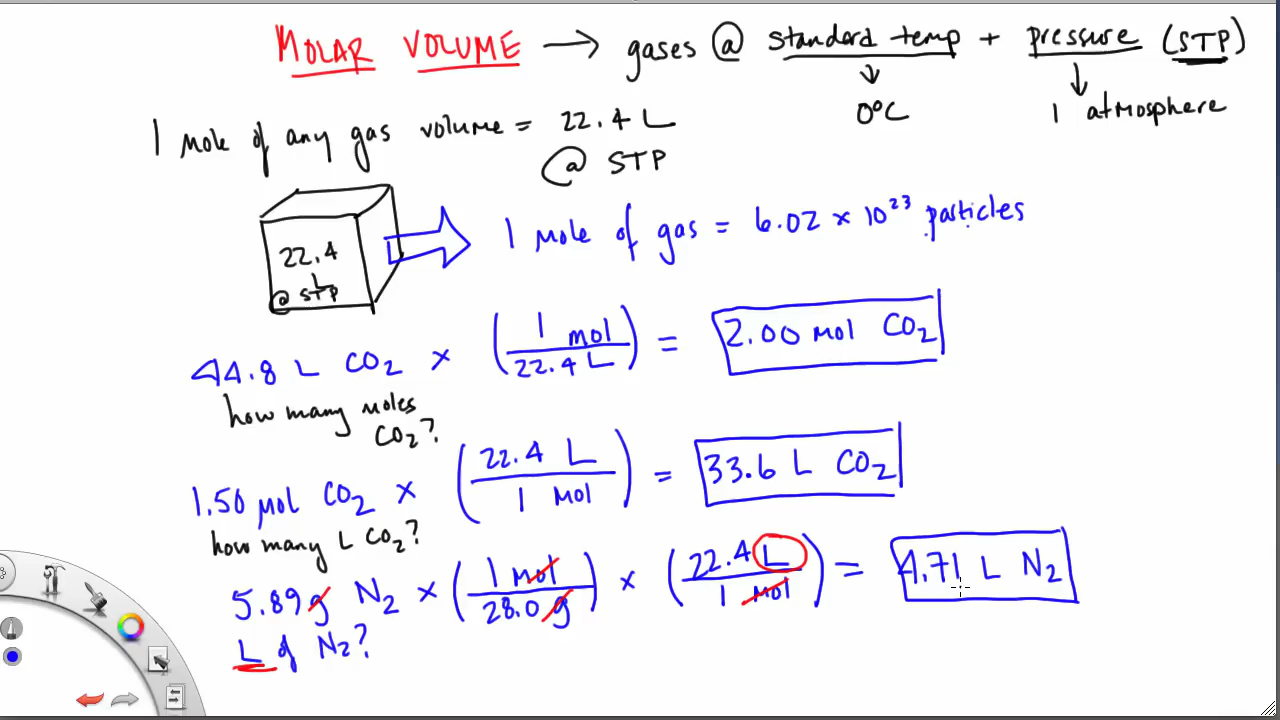 MOLAR VOLUME → gases @ standard temp + pressure (STP)
0°C
1 atmosphere
1 mole of any gas volume = 22.4 L
@ STP
22.4
L
@ STP
1 mole of gas = 6.02 × 10²³ particles
44.8 L CO₂ × (1 mol / 22.4 L) = 2.00 mol CO₂
how many moles
CO₂?
1.50 mol CO₂ × (22.4 L / 1 mol) = 33.6 L CO₂
how many L CO₂?
5.89 g N₂ × (1 mol / 28.0 g) × (22.4 L / 1 mol) = 4.71 L N₂
L of N₂?